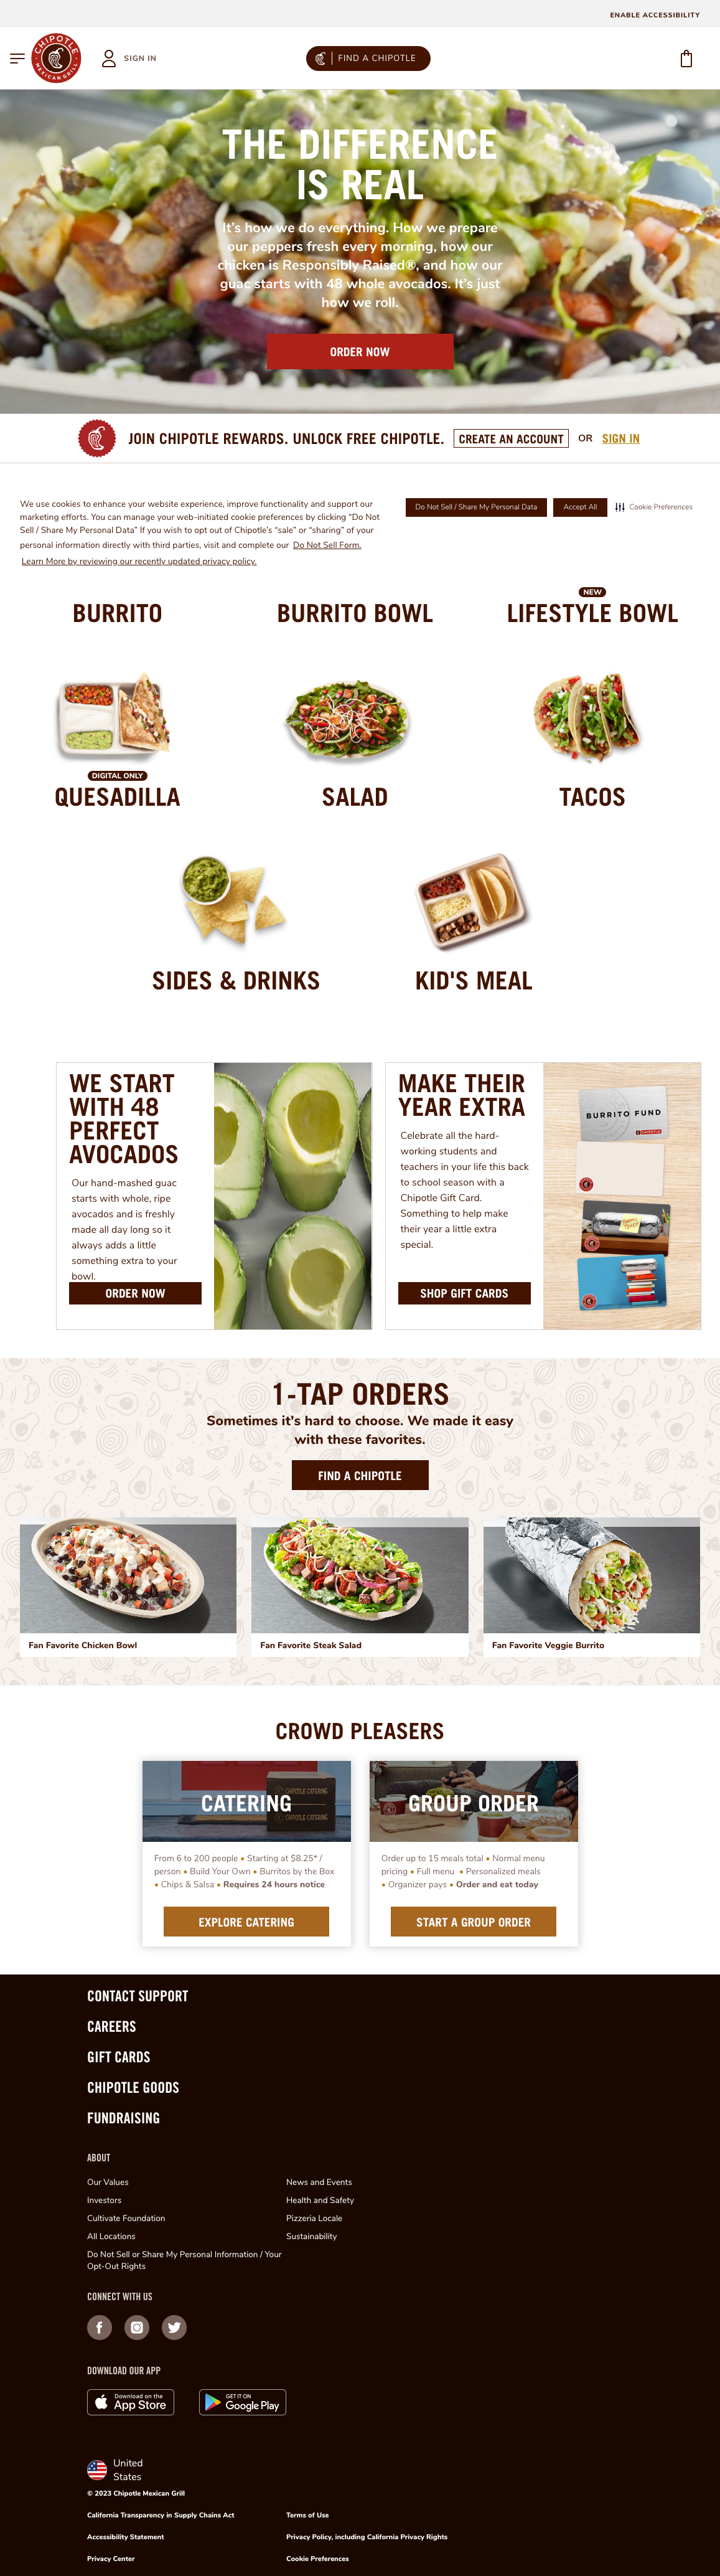 ENABLE ACCESSIBILITY
CHIPOTLE
MEXICAN GRILL
SIGN IN
FIND A CHIPOTLE
THE DIFFERENCE
IS REAL
It's how we do everything. How we prepare
our peppers fresh every morning, how our
chicken is Responsibly Raised®, and how our
guac starts with 48 whole avocados. It's just
how we roll.
ORDER NOW
JOIN CHIPOTLE REWARDS. UNLOCK FREE CHIPOTLE.
CREATE AN ACCOUNT
OR
SIGN IN
We use cookies to enhance your website experience, improve functionality and support our
marketing efforts. You can manage your web-initiated cookie preferences by clicking "Do Not
Sell / Share My Personal Data" If you wish to opt out of Chipotle's "sale" or "sharing" of your
personal information directly with third parties, visit and complete our Do Not Sell Form.
Learn More by reviewing our recently updated privacy policy.
Do Not Sell / Share My Personal Data
Accept All
Cookie Preferences
BURRITO
BURRITO BOWL
NEW
LIFESTYLE BOWL
DIGITAL ONLY
QUESADILLA
SALAD
TACOS
SIDES & DRINKS
KID'S MEAL
WE START
WITH 48
PERFECT
AVOCADOS
Our hand-mashed guac
starts with whole, ripe
avocados and is freshly
made all day long so it
always adds a little
something extra to your
bowl.
ORDER NOW
MAKE THEIR
YEAR EXTRA
Celebrate all the hard-
working students and
teachers in your life this back
to school season with a
Chipotle Gift Card.
Something to help make
their year a little extra
special.
SHOP GIFT CARDS
BURRITO FUND
CHIPOTLE
1-TAP ORDERS
Sometimes it's hard to choose. We made it easy
with these favorites.
FIND A CHIPOTLE
Fan Favorite Chicken Bowl
Fan Favorite Steak Salad
Fan Favorite Veggie Burrito
CROWD PLEASERS
CHIPOTLE CATERING
CHIPOTLE CATERING
CATERING
From 6 to 200 people • Starting at $8.25* /
person • Build Your Own • Burritos by the Box
• Chips & Salsa • Requires 24 hours notice
EXPLORE CATERING
GROUP ORDER
Order up to 15 meals total • Normal menu
pricing • Full menu • Personalized meals
• Organizer pays • Order and eat today
START A GROUP ORDER
CONTACT SUPPORT
CAREERS
GIFT CARDS
CHIPOTLE GOODS
FUNDRAISING
ABOUT
Our Values
Investors
Cultivate Foundation
All Locations
Do Not Sell or Share My Personal Information / Your
Opt-Out Rights
News and Events
Health and Safety
Pizzeria Locale
Sustainability
CONNECT WITH US
DOWNLOAD OUR APP
Download on the
App Store
GET IT ON
Google Play
United
States
© 2023 Chipotle Mexican Grill
California Transparency in Supply Chains Act
Terms of Use
Accessibility Statement
Privacy Policy, including California Privacy Rights
Privacy Center
Cookie Preferences